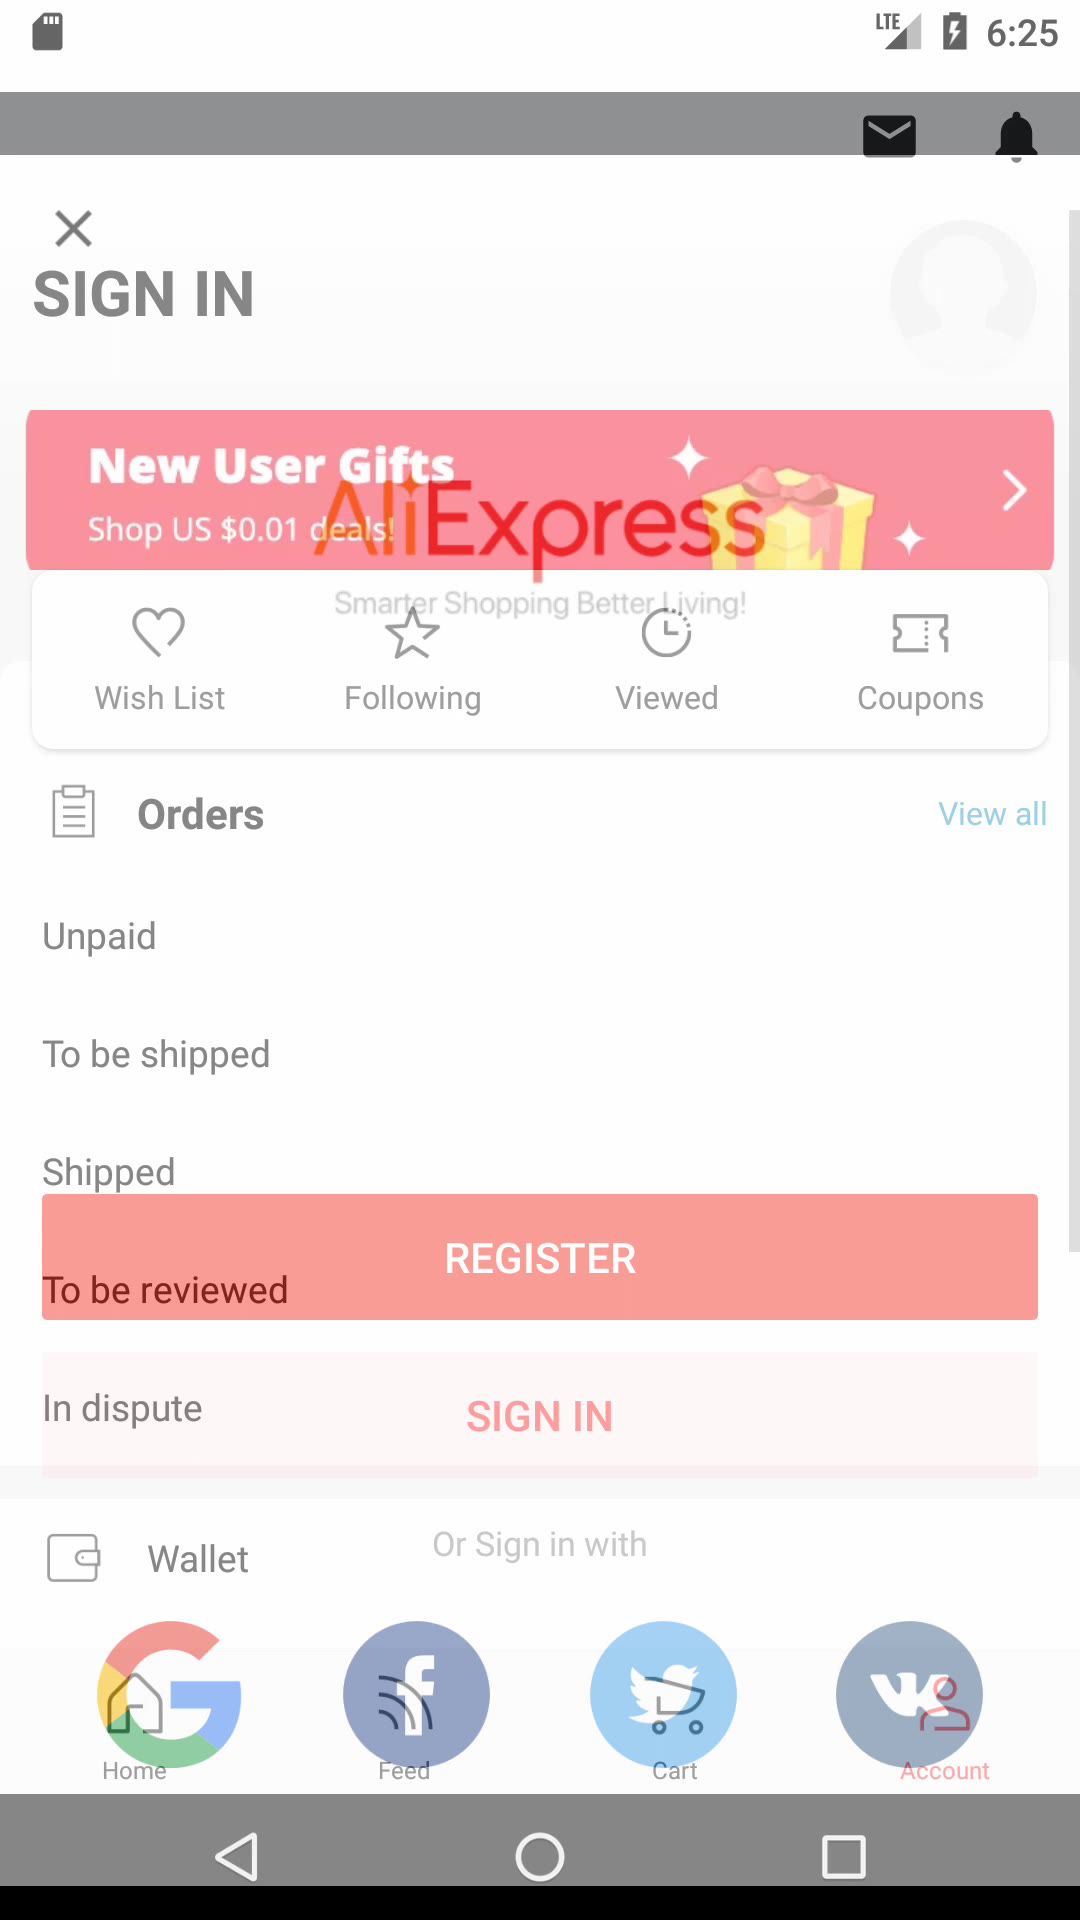 LTE 6:25
SIGN IN
New User Gifts
Shop US $0.01 deals!
AliExpress
Smarter Shopping Better Living!
Wish List Following Viewed Coupons
Orders View all
Unpaid
To be shipped
Shipped
REGISTER
To be reviewed
In dispute
SIGN IN
Or Sign in with
Wallet
Home Feed Cart Account